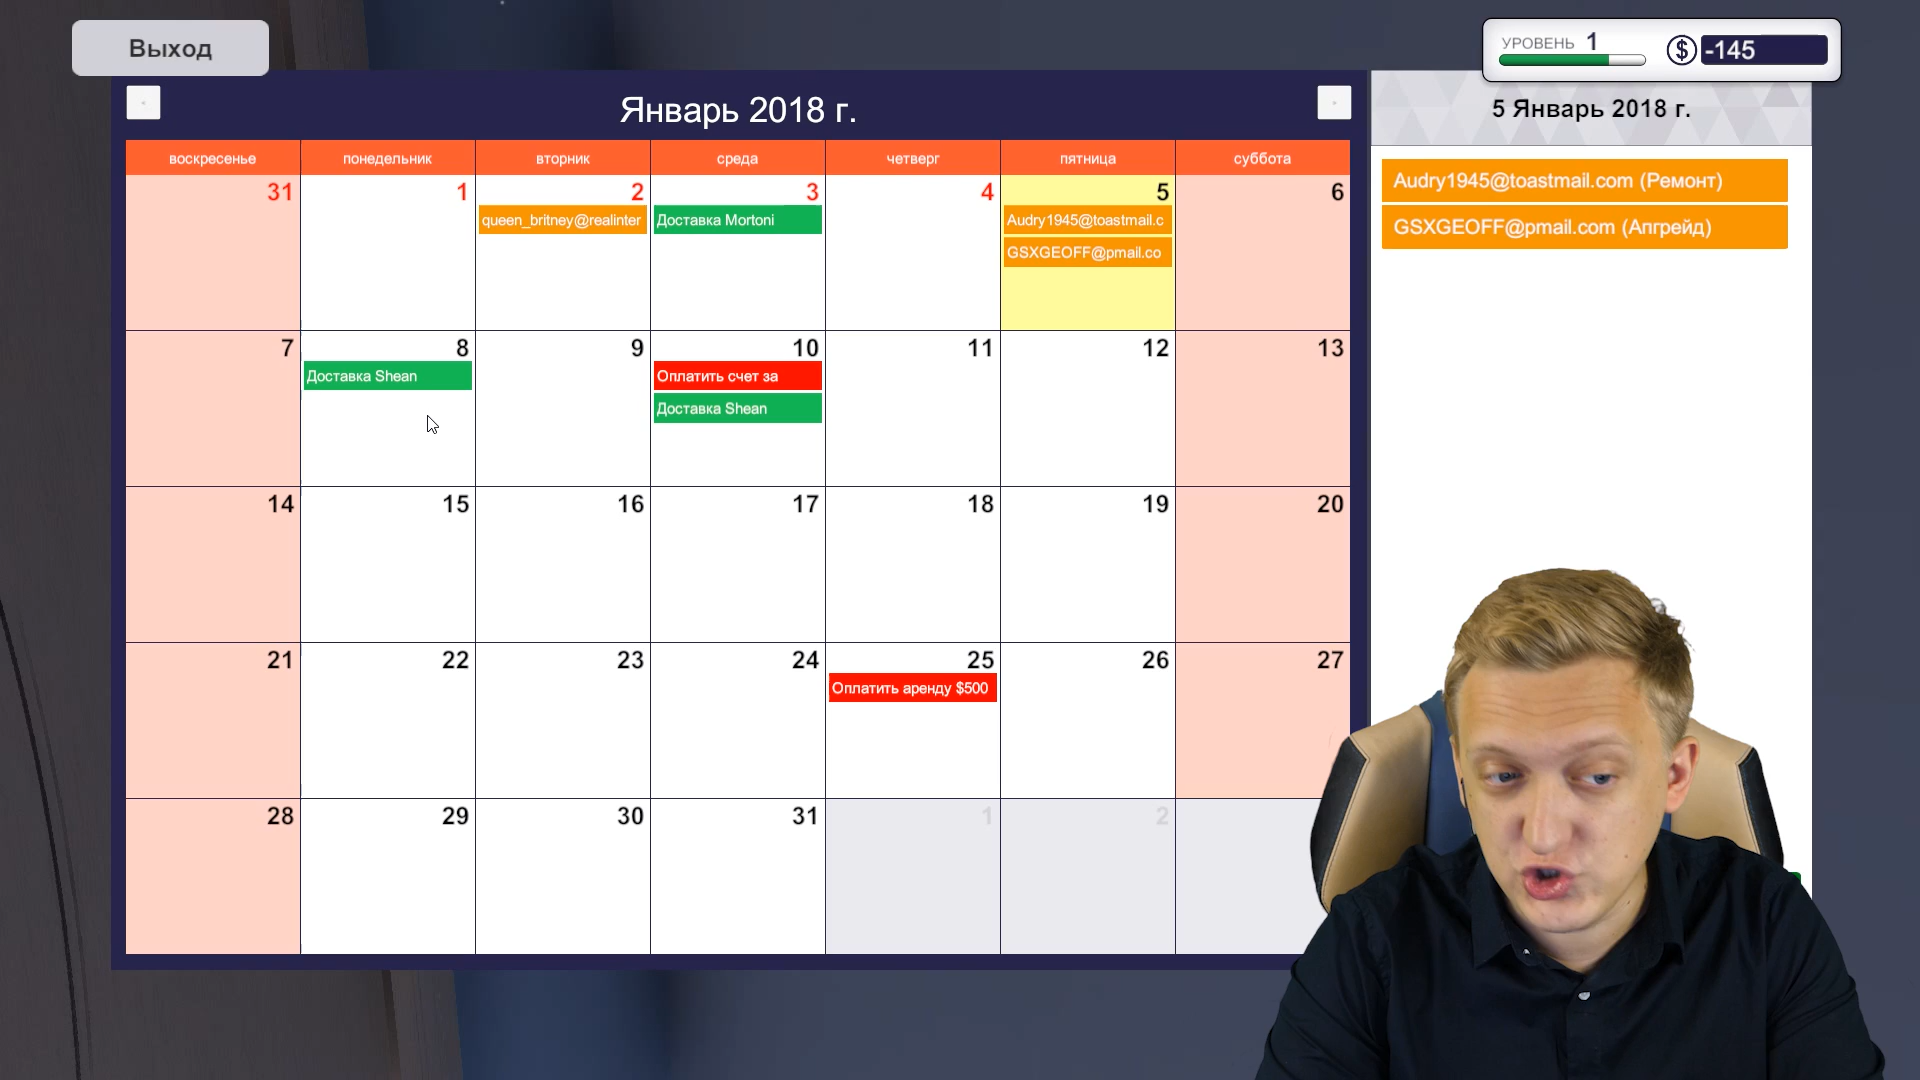 Выход
УРОВЕНЬ 1
$ -145
Январь 2018 г.
5 Январь 2018 г.
воскресенье понедельник вторник среда четверг пятница суббота
Audry1945@toastmail.com (Ремонт)
GSXGEOFF@pmail.com (Апгрейд)
31 1 2 3 4 5 6
queen_britney@realinter Доставка Mortoni Audry1945@toastmail.c
GSXGEOFF@pmail.co
7 8 9 10 11 12 13
Доставка Shean Оплатить счет за
Доставка Shean
14 15 16 17 18 19 20
21 22 23 24 25 26 27
Оплатить аренду $500
28 29 30 31 1 2